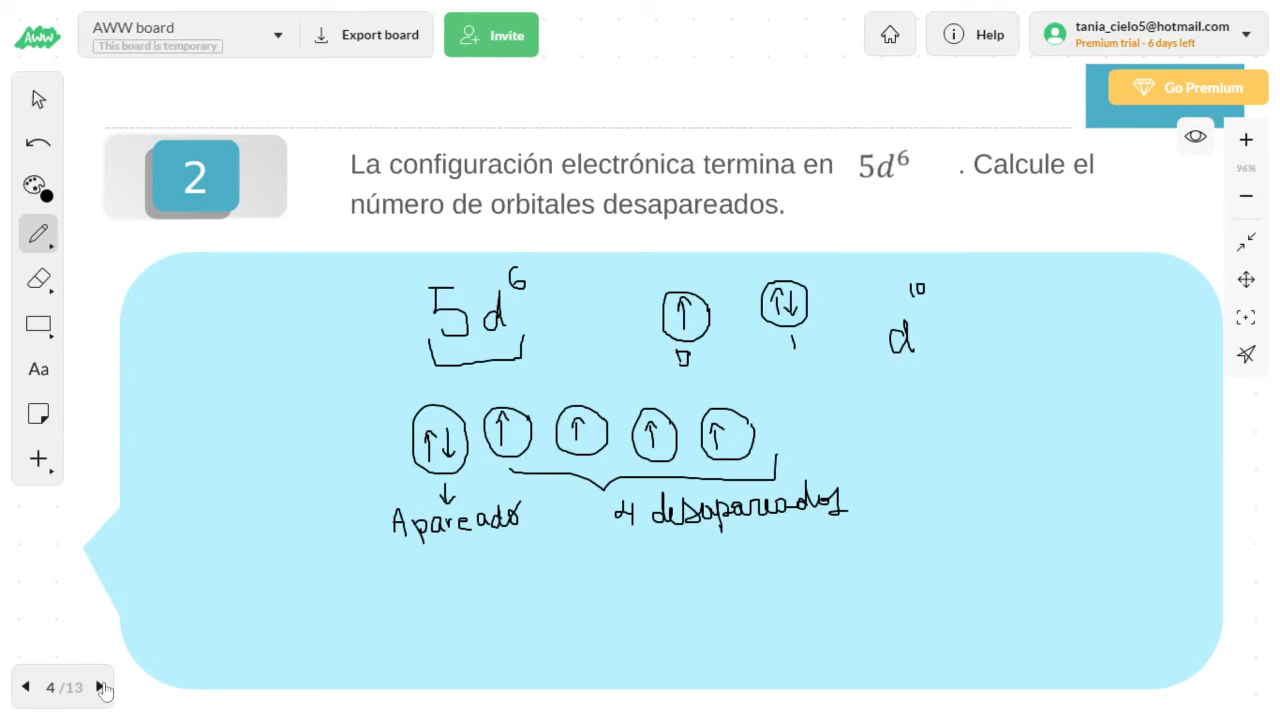 AWW board
This board is temporary
Export board
Invite
Help
tania_cielo5@hotmail.com
Premium trial - 6 days left
AWW
Go Premium
2
La configuración electrónica termina en 5d⁶ . Calcule el
número de orbitales desapareados.
96%
5d⁶
d¹⁰
Apareado
4 desapareados
Aa
4 /13